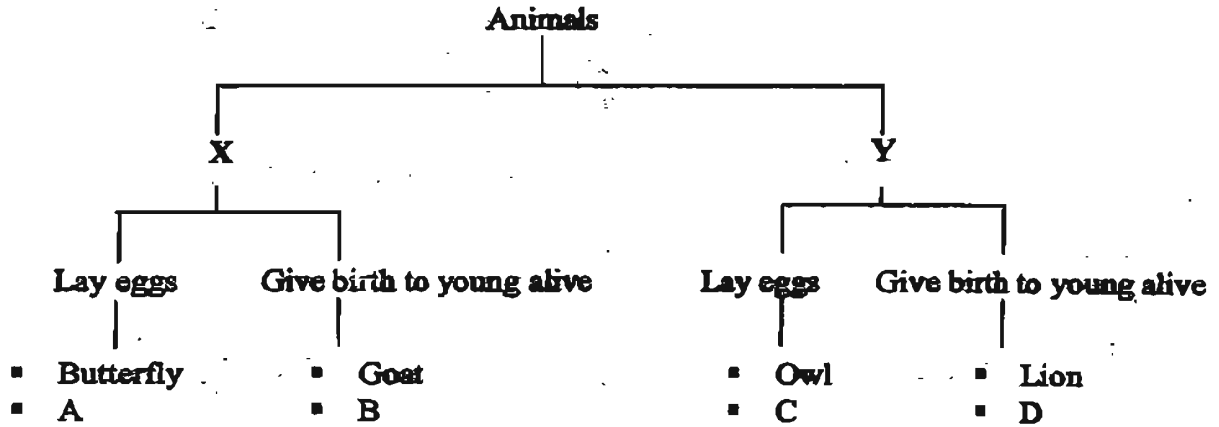 Animals
X Y
Lay eggs Give birth to young alive Lay eggs Give birth to young alive
▪ Butterfly ▪ Goat ▪ Owl ▪ Lion
▪ A ▪ B ▪ C ▪ D